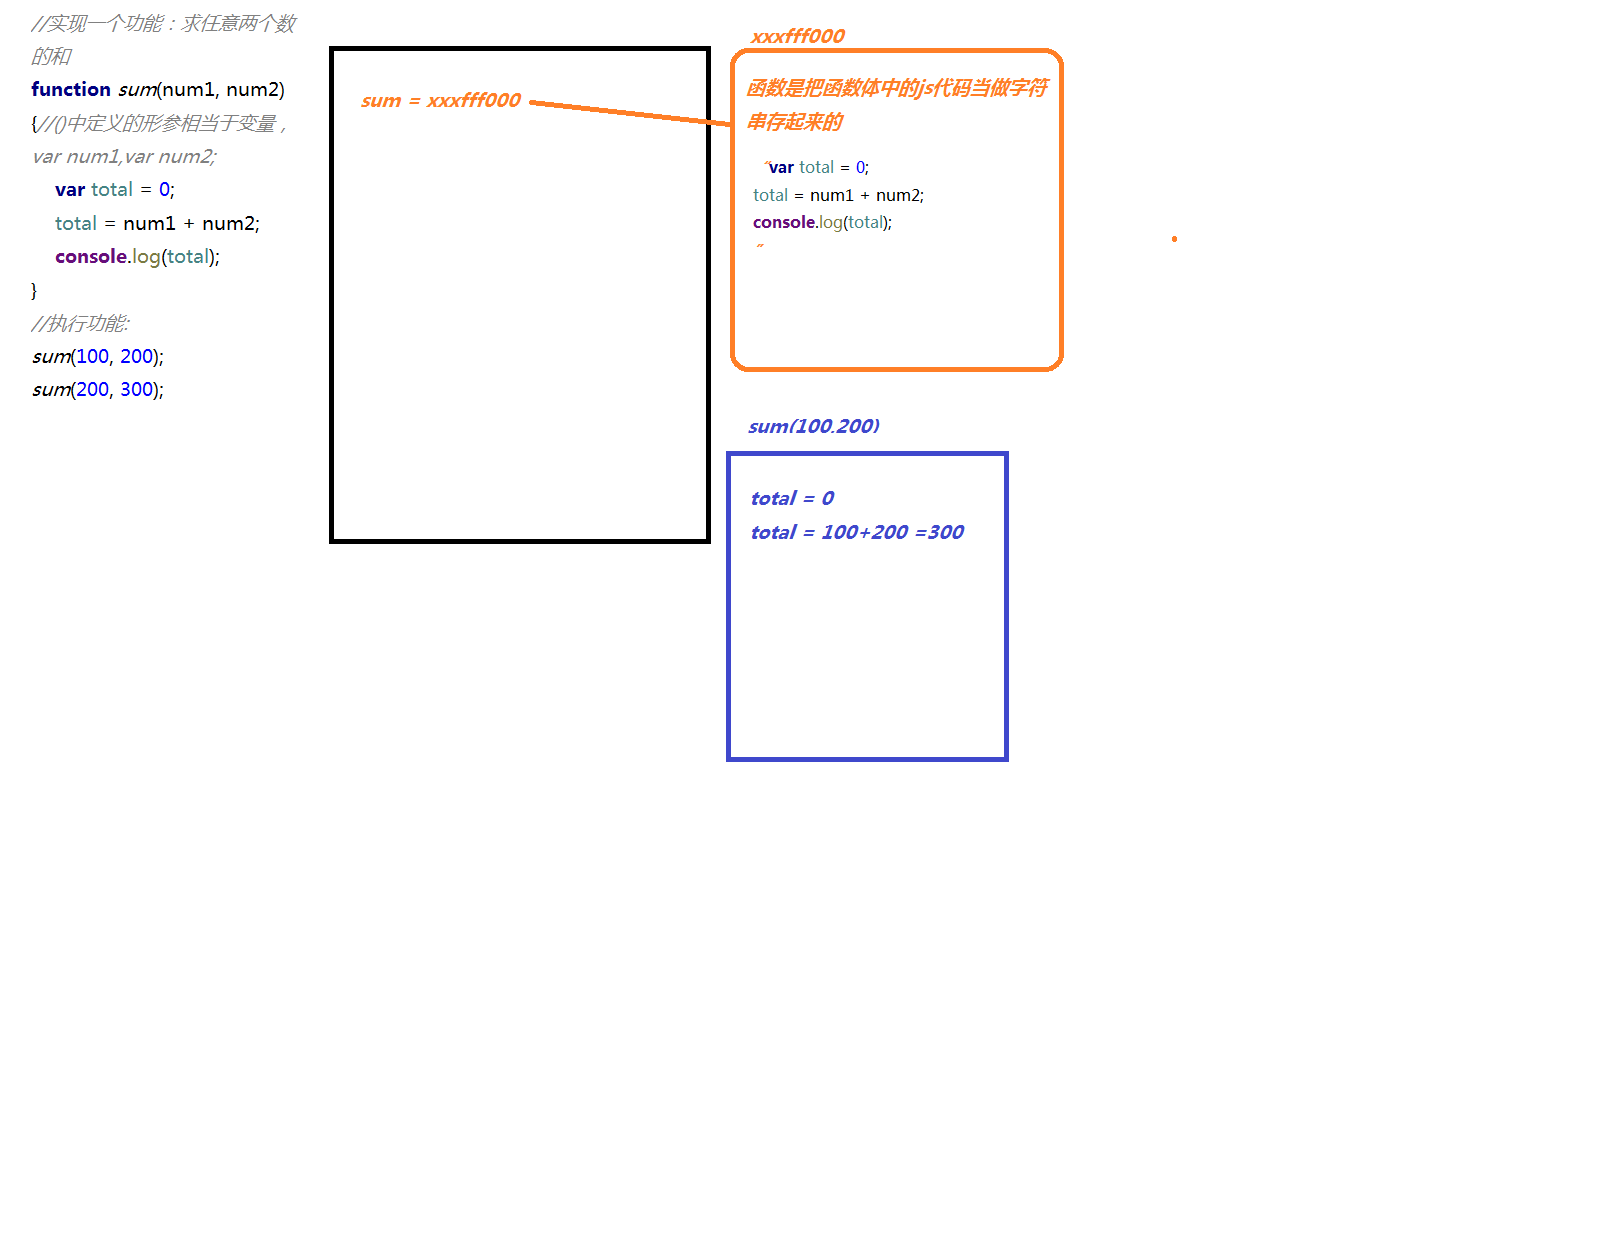 //实现一个功能：求任意两个数
的和
function sum(num1, num2)
{//()中定义的形参相当于变量，
var num1,var num2;
var total = 0;
total = num1 + num2;
console.log(total);
}
//执行功能:
sum(100, 200);
sum(200, 300);
sum = xxxfff000
xxxfff000
函数是把函数体中的js代码当做字符
串存起来的
“var total = 0;
total = num1 + num2;
console.log(total);
”
sum(100.200)
total = 0
total = 100+200 =300